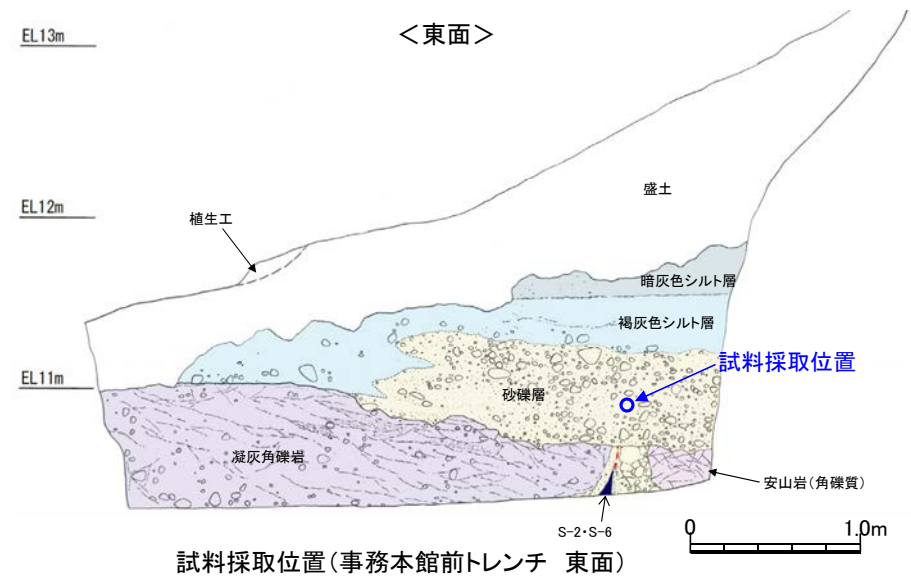 EL13m
＜東面＞
盛土
EL12m
植生工
暗灰色シルト層
褐灰色シルト層
EL11m
試料採取位置
砂礫層
凝灰角礫岩
安山岩（角礫質）
S-2・S-6
0 1.0m
試料採取位置（事務本館前トレンチ　東面）